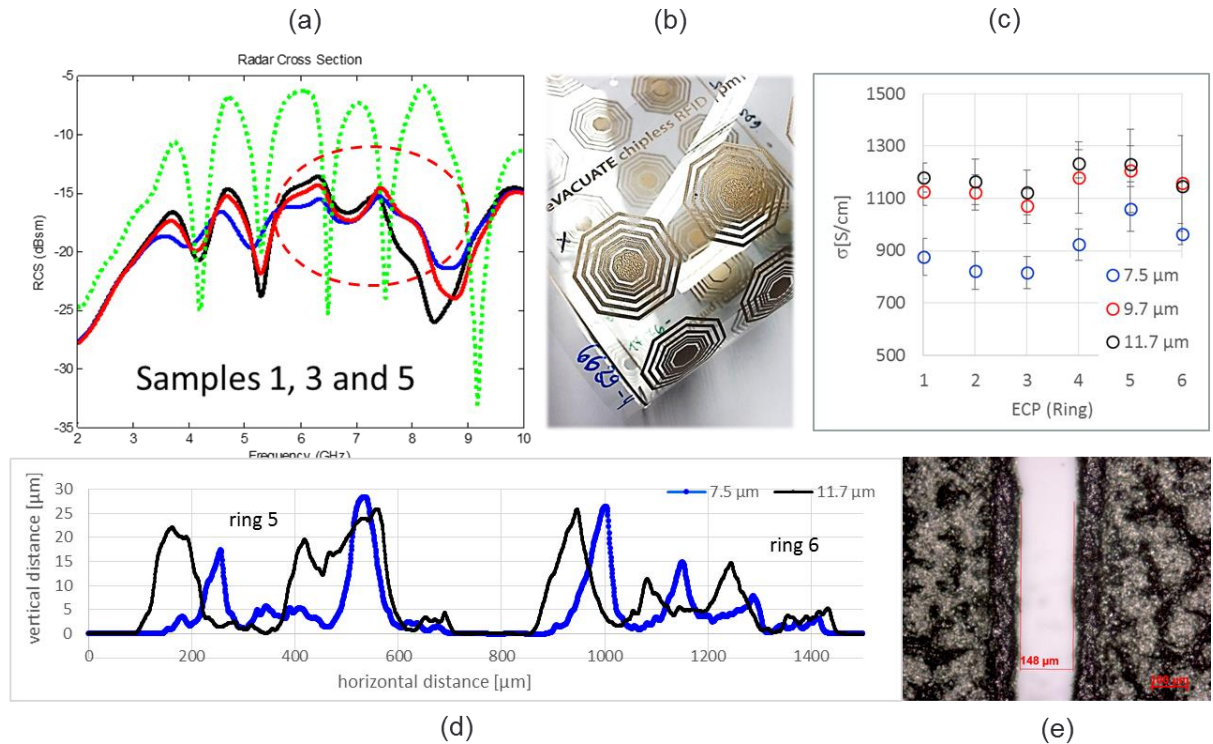 (a)
(b)
(c)
Radar Cross Section
RCS (dBsm)
-5
-10
-15
-20
-25
-30
-35
2
3
4
5
6
7
8
9
10
Frequency (GHz)
Samples 1, 3 and 5
eVACUATE chipless RFID
X
σ[S/cm]
1500
1300
1100
900
1100
500
1
2
3
4
5
6
ECP (Ring)
7.5 µm
9.7 µm
11.7 µm
vertical distance [µm]
30
25
20
15
10
5
0
0
200
400
600
800
1000
1200
1400
horizontal distance [µm]
ring 5
ring 6
7.5 µm
11.7 µm
148 µm
(d)
(e)